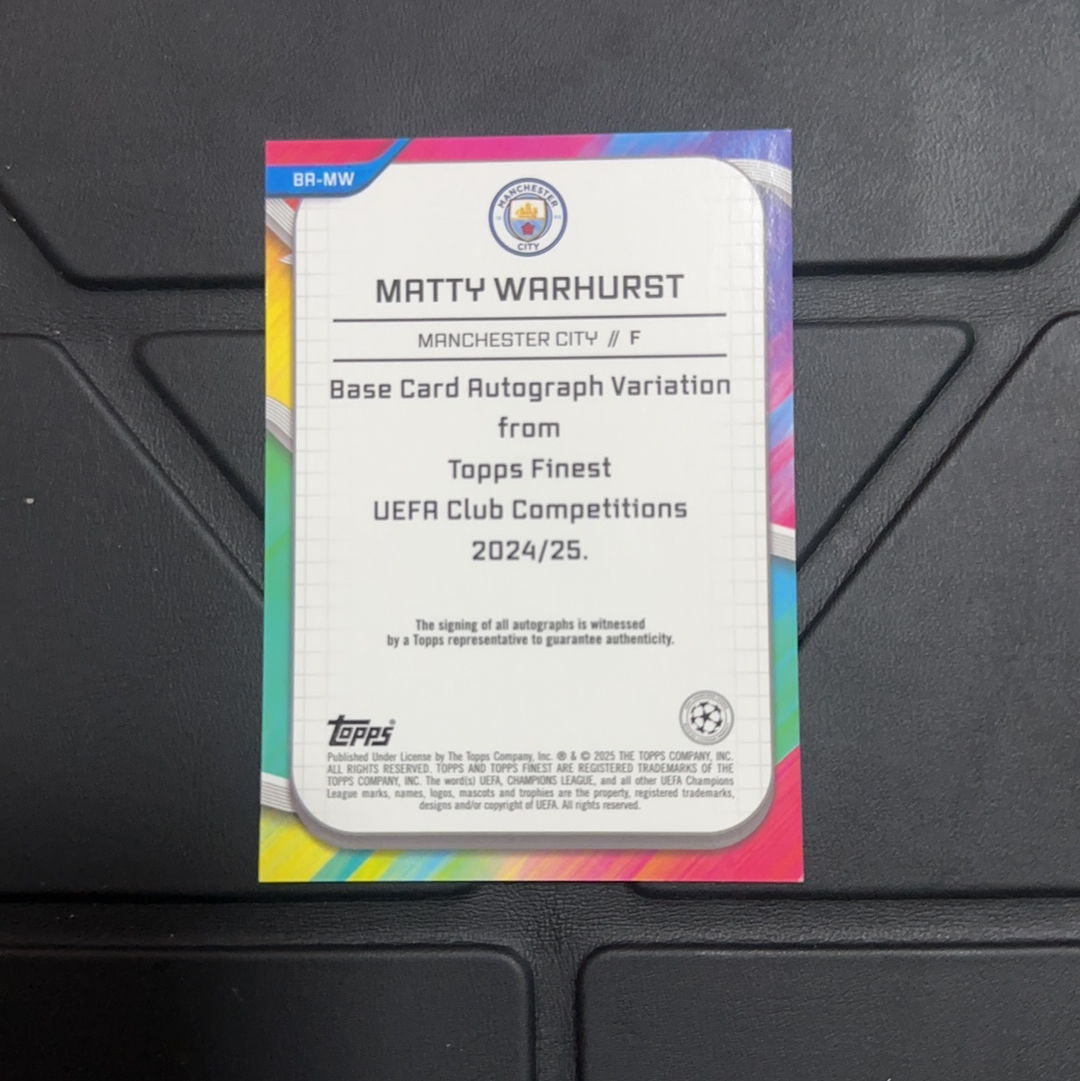 BA-MW
MANCHESTER
CITY
MATTY WARHURST
MANCHESTER CITY // F
Base Card Autograph Variation
from
Topps Finest
UEFA Club Competitions
2024/25.
The signing of all autographs is witnessed
by a Topps representative to guarantee authenticity.
Topps®
Published Under License by The Topps Company, Inc. ® & © 2025 THE TOPPS COMPANY, INC.
ALL RIGHTS RESERVED. TOPPS AND TOPPS FINEST ARE REGISTERED TRADEMARKS OF THE
TOPPS COMPANY, INC. The word(s) UEFA, CHAMPIONS LEAGUE, and all other UEFA Champions
League marks, names, logos, mascots and trophies are the property, registered trademarks,
designs and/or copyright of UEFA. All rights reserved.